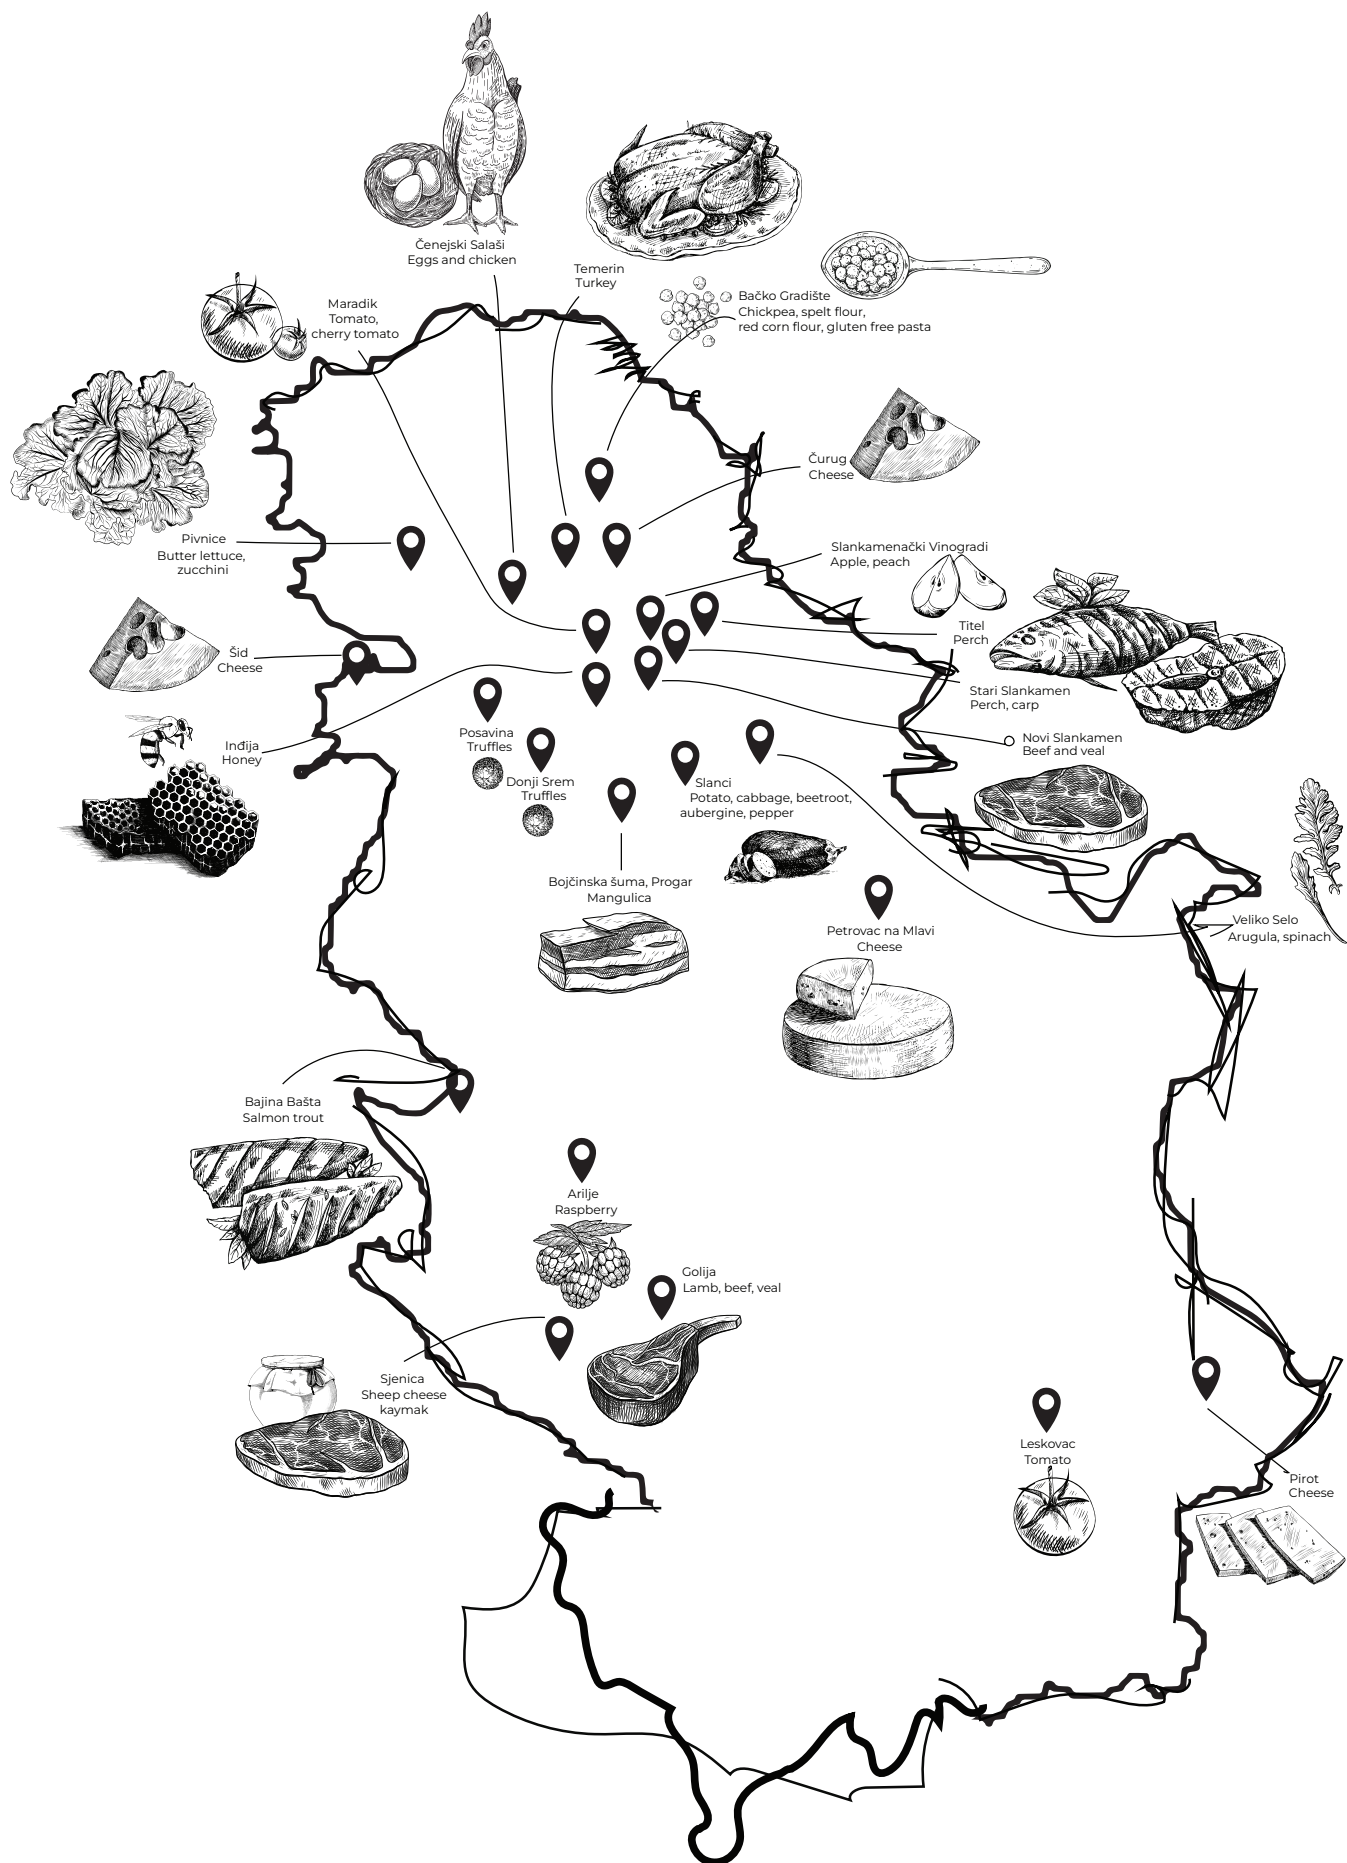 Čenejski Salaši
Eggs and chicken
Temerin
Turkey
Bačko Gradište
Chickpea, spelt flour,
red corn flour, gluten free pasta
Maradik
Tomato,
cherry tomato
Čurug
Cheese
Pivnice
Butter lettuce,
zucchini
Slankamenački Vinogradi
Apple, peach
Titel
Perch
Šid
Cheese
Stari Slankamen
Perch, carp
Posavina
Truffles
Novi Slankamen
Beef and veal
Inđija
Honey
Donji Srem
Truffles
Slanci
Potato, cabbage, beetroot,
aubergine, pepper
Bojčinska šuma, Progar
Mangulica
Petrovac na Mlavi
Cheese
Veliko Selo
Arugula, spinach
Bajina Bašta
Salmon trout
Arilje
Raspberry
Golija
Lamb, beef, veal
Sjenica
Sheep cheese
kaymak
Leskovac
Tomato
Pirot
Cheese